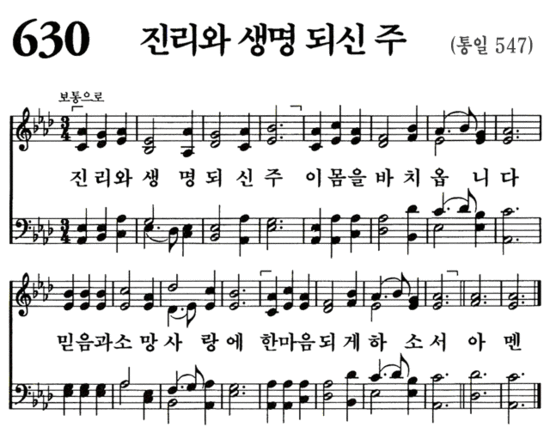 630 진리와 생명 되신 주 (통일 547)
보통으로
진리와 생 명 되 신 주 이 몸을 바 치 옵 니 다
믿음과 소 망 사 랑 에 한마음 되 게 하 소 서 아 멘